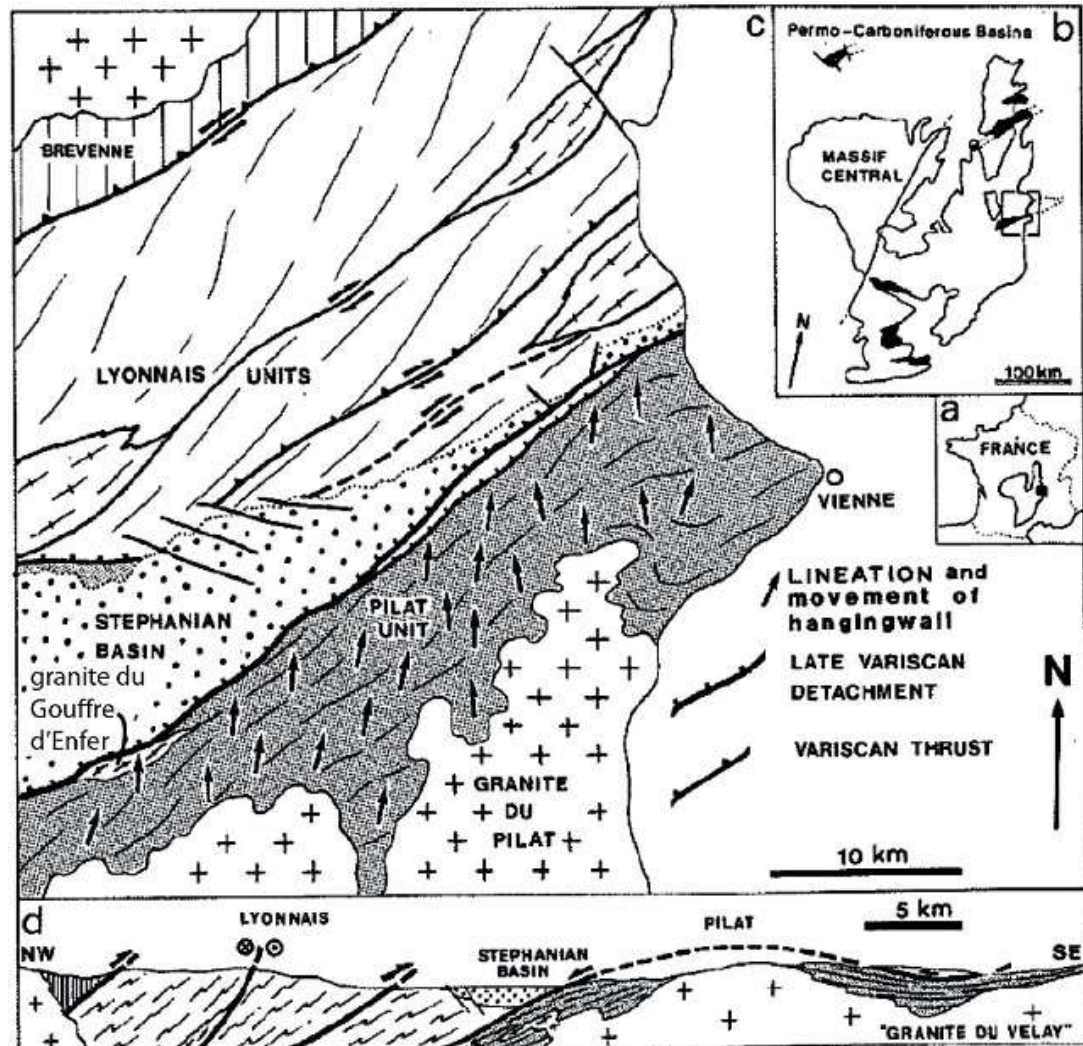 c
BREVENNE
LYONNAIS UNITS
STEPHANIAN
BASIN
granite du
Gouffre
d'Enfer
PILAT
UNIT
GRANITE
DU
PILAT
VIENNE
b
Permo-Carboniferous Basins
MASSIF
CENTRAL
N
100km
a
FRANCE
LINEATION and
movement of
hangingwall
LATE VARISCAN
DETACHMENT
VARISCAN THRUST
N
10 km
d
NW
LYONNAIS
STEPHANIAN
BASIN
PILAT
5 km
SE
"GRANITE DU VELAY"